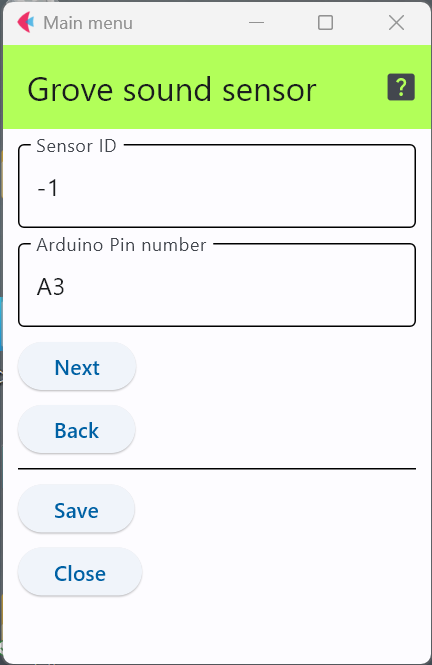 Main menu
Grove sound sensor
?
Sensor ID
-1
Arduino Pin number
A3
Next
Back
Save
Close